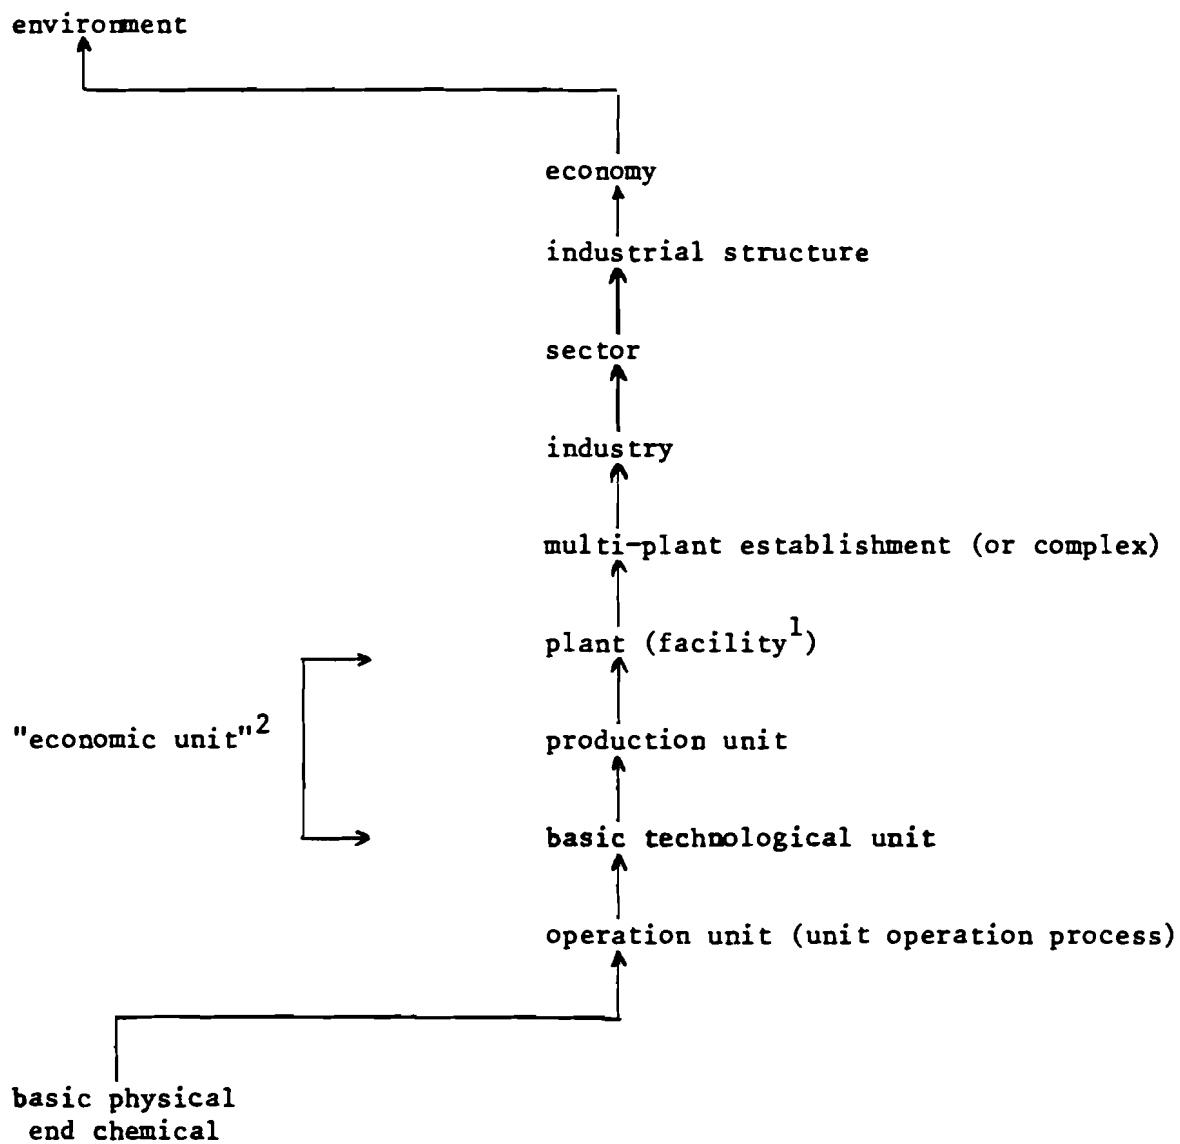 environment
economy
industrial structure
sector
industry
multi-plant establishment (or complex)
plant (facility1)
"economic unit"2
production unit
basic technological unit
operation unit (unit operation process)
basic physical
end chemical